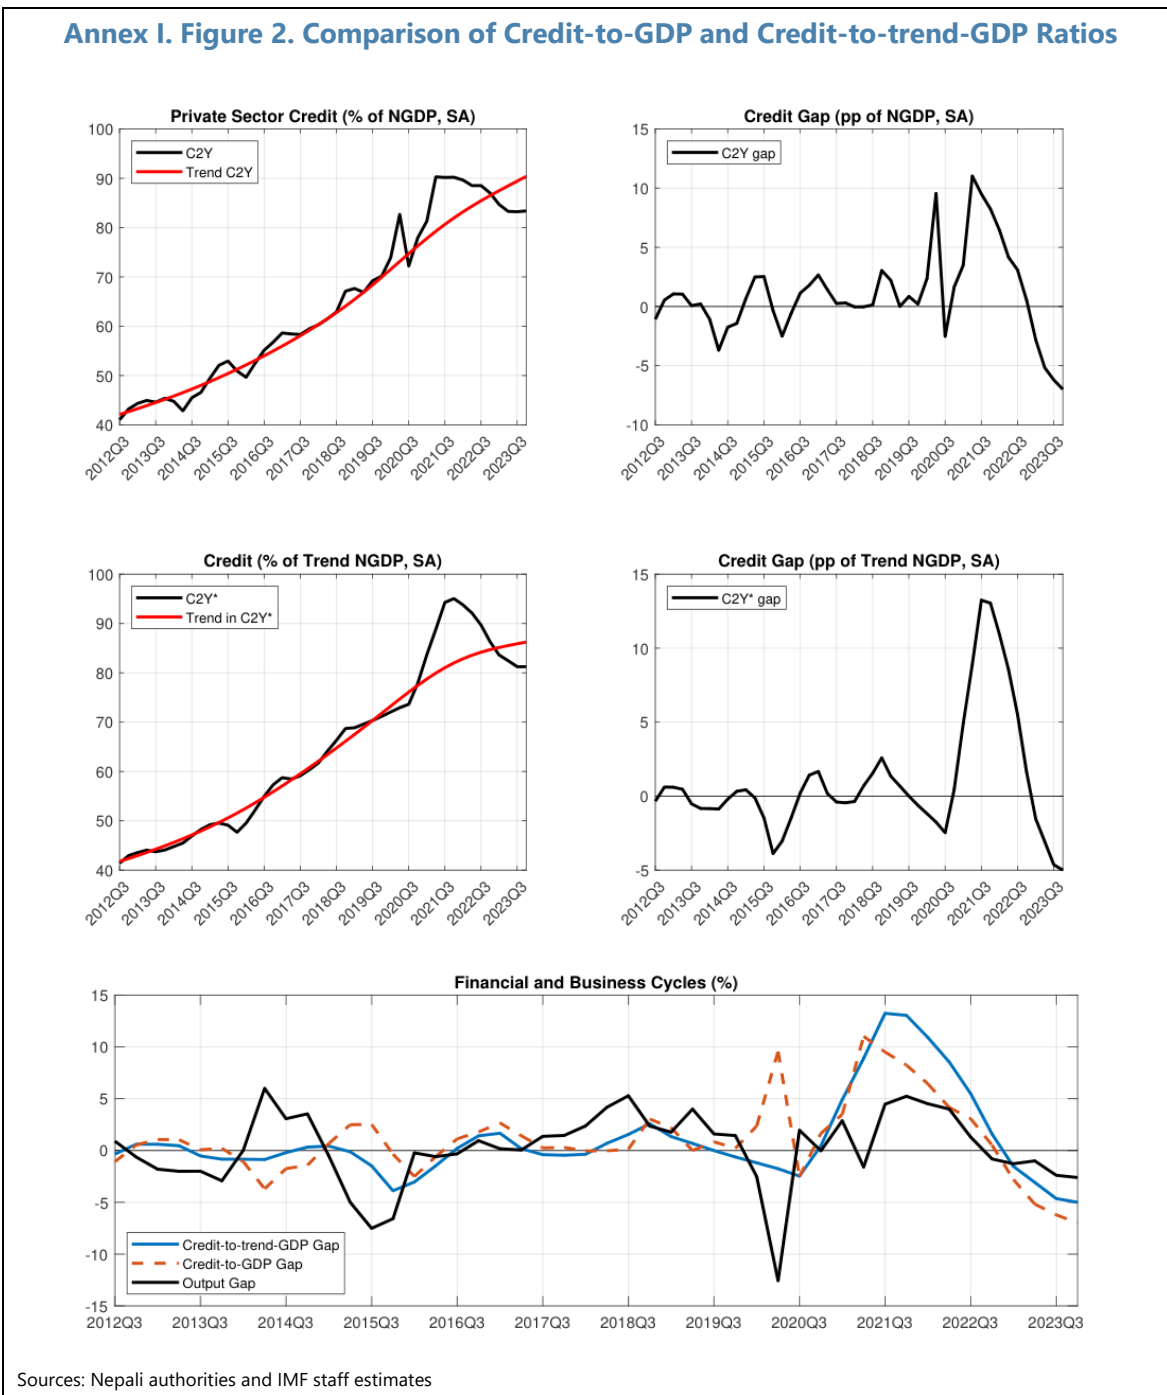 Annex I. Figure 2. Comparison of Credit-to-GDP and Credit-to-trend-GDP Ratios
Private Sector Credit (% of NGDP, SA)
100
90
80
70
60
50
40
C2Y
Trend C2Y
2012Q3 2013Q3 2014Q3 2015Q3 2016Q3 2017Q3 2018Q3 2019Q3 2020Q3 2021Q3 2022Q3 2023Q3
Credit Gap (pp of NGDP, SA)
15
10
5
0
-5
-10
C2Y gap
2012Q3 2013Q3 2014Q3 2015Q3 2016Q3 2017Q3 2018Q3 2019Q3 2020Q3 2021Q3 2022Q3 2023Q3
Credit (% of Trend NGDP, SA)
100
90
80
70
60
50
40
C2Y*
Trend in C2Y*
2012Q3 2013Q3 2014Q3 2015Q3 2016Q3 2017Q3 2018Q3 2019Q3 2020Q3 2021Q3 2022Q3 2023Q3
Credit Gap (pp of Trend NGDP, SA)
15
10
5
0
-5
C2Y* gap
2012Q3 2013Q3 2014Q3 2015Q3 2016Q3 2017Q3 2018Q3 2019Q3 2020Q3 2021Q3 2022Q3 2023Q3
Financial and Business Cycles (%)
15
10
5
0
-5
-10
-15
Credit-to-trend-GDP Gap
Credit-to-GDP Gap
Output Gap
2012Q3 2013Q3 2014Q3 2015Q3 2016Q3 2017Q3 2018Q3 2019Q3 2020Q3 2021Q3 2022Q3 2023Q3
Sources: Nepali authorities and IMF staff estimates